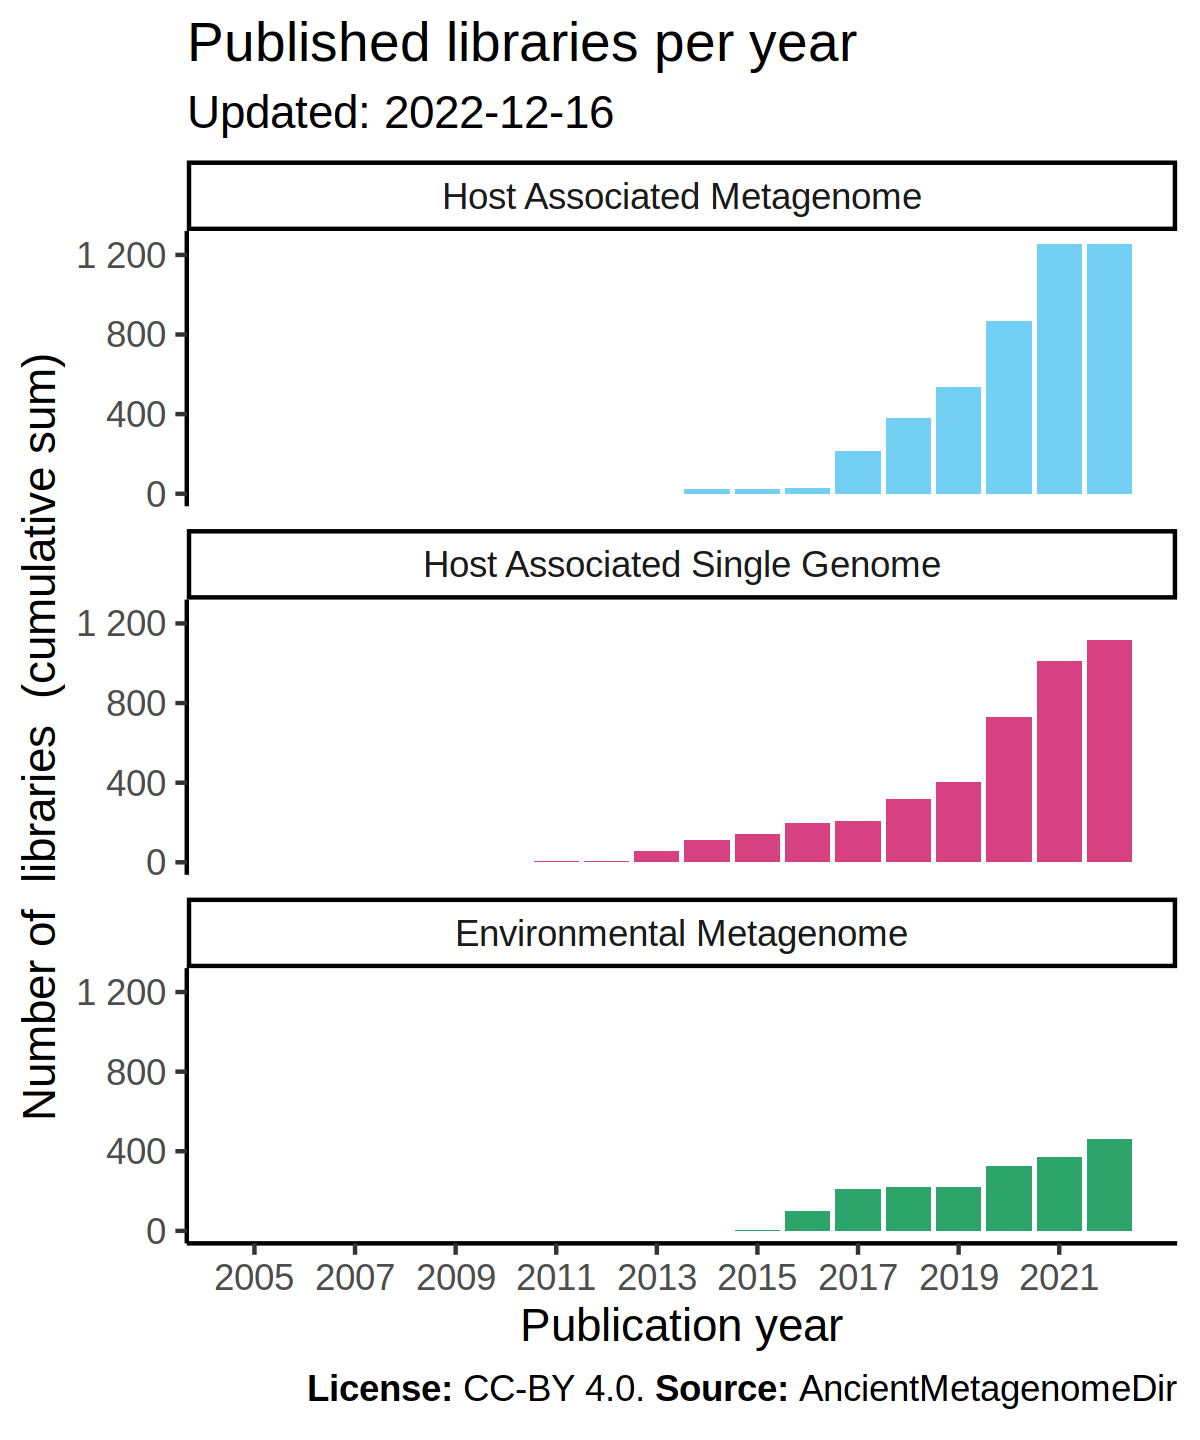 Published libraries per year
Updated: 2022-12-16
Host Associated Metagenome
1 200
800
400
0
Host Associated Single Genome
1 200
800
400
0
Environmental Metagenome
1 200
800
400
0
Number of libraries (cumulative sum)
2005 2007 2009 2011 2013 2015 2017 2019 2021
Publication year
License: CC-BY 4.0. Source: AncientMetagenomeDir